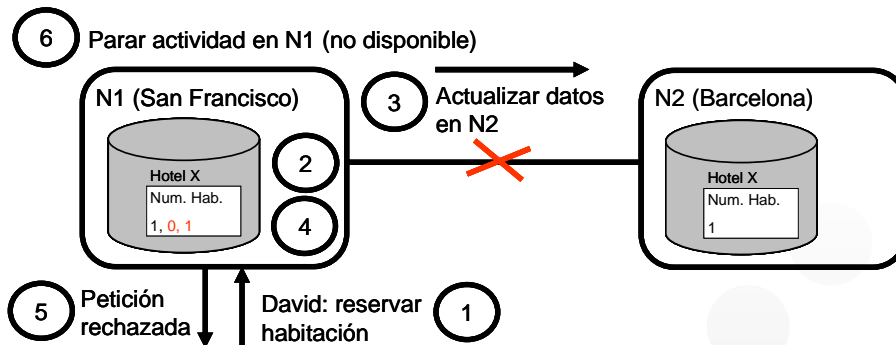 6 Parar actividad en N1 (no disponible)
N1 (San Francisco)
3 Actualizar datos
en N2
N2 (Barcelona)
2
Hotel X
Num. Hab.
1, 0, 1
4
Hotel X
Num. Hab.
1
5 Petición
rechazada
David: reservar
habitación
1